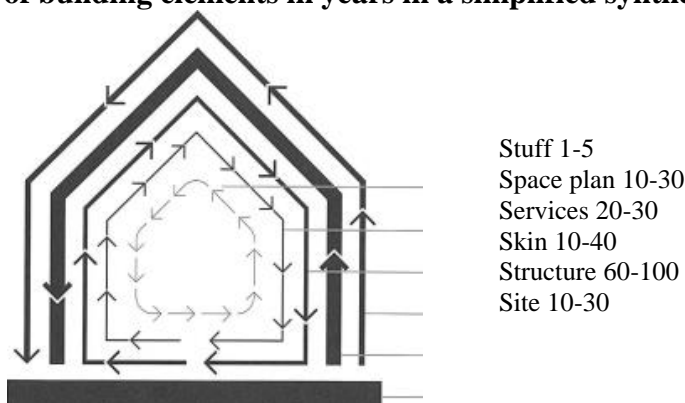 of building elements in years in a simplified synthe
Stuff 1-5
Space plan 10-30
Services 20-30
Skin 10-40
Structure 60-100
Site 10-30